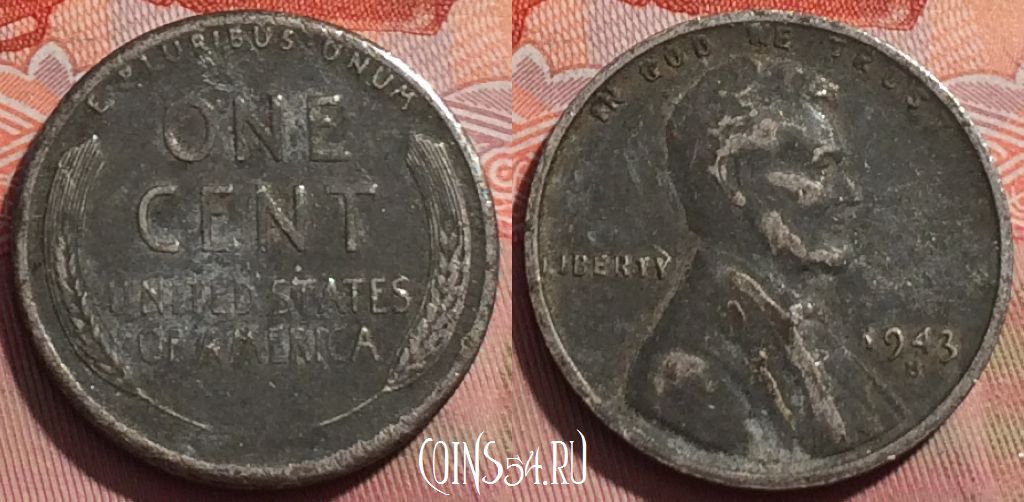 E PLURIBUS UNUM
ONE
CENT
UNITED STATES
OF AMERICA
IN GOD WE TRUST
LIBERTY
1943
COINS54.RU